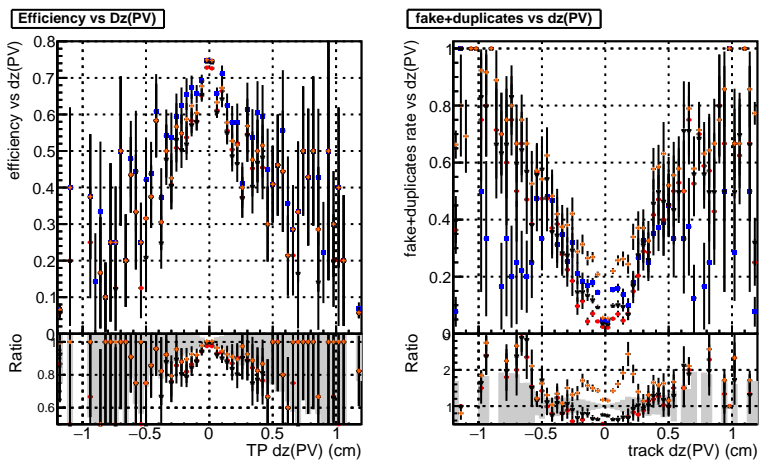 Efficiency vs Dz(PV)
fake+duplicates vs dz(PV)
efficiency vs dz(PV)
0.8
0.7
0.6
0.5
0.4
0.3
0.2
0.1
0
Ratio
1
0.8
0.6
−1 −0.5 0 0.5 1
TP dz(PV) (cm)
fake+duplicates rate vs dz(PV)
1
0.8
0.6
0.4
0.2
0
Ratio
2
1
−1 −0.5 0 0.5 1
track dz(PV) (cm)